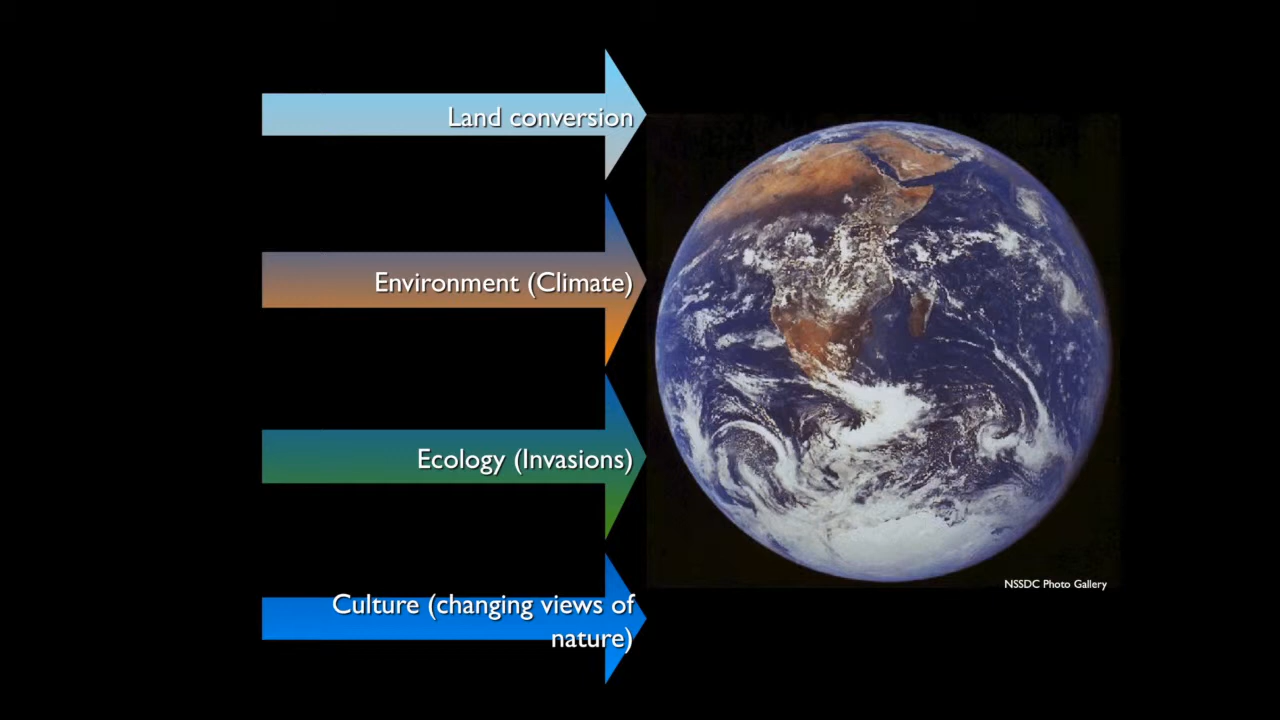 Land conversion
Environment (Climate)
Ecology (Invasions)
Culture (changing views of
nature)
NSSDC Photo Gallery